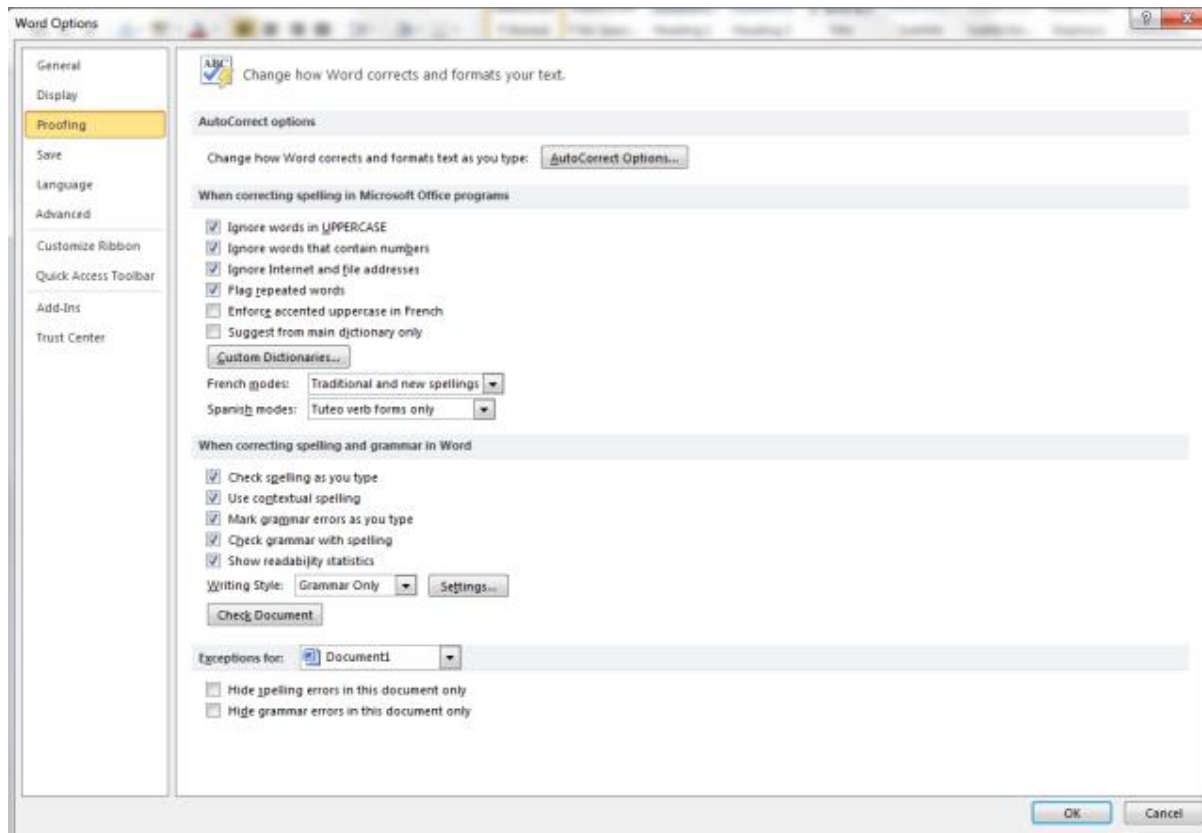 Word Options
General
Display
Proofing
Save
Language
Advanced
Customize Ribbon
Quick Access Toolbar
Add-Ins
Trust Center
ABC
Change how Word corrects and formats your text.
AutoCorrect options
Change how Word corrects and formats text as you type: AutoCorrect Options...
When correcting spelling in Microsoft Office programs
Ignore words in UPPERCASE
Ignore words that contain numbers
Ignore Internet and file addresses
Flag repeated words
Enforce accented uppercase in French
Suggest from main dictionary only
Custom Dictionaries...
French modes: Traditional and new spellings
Spanish modes: Tuteo verb forms only
When correcting spelling and grammar in Word
Check spelling as you type
Use contextual spelling
Mark grammar errors as you type
Check grammar with spelling
Show readability statistics
Writing Style: Grammar Only Settings...
Check Document
Exceptions for: Document1
Hide spelling errors in this document only
Hide grammar errors in this document only
OK Cancel